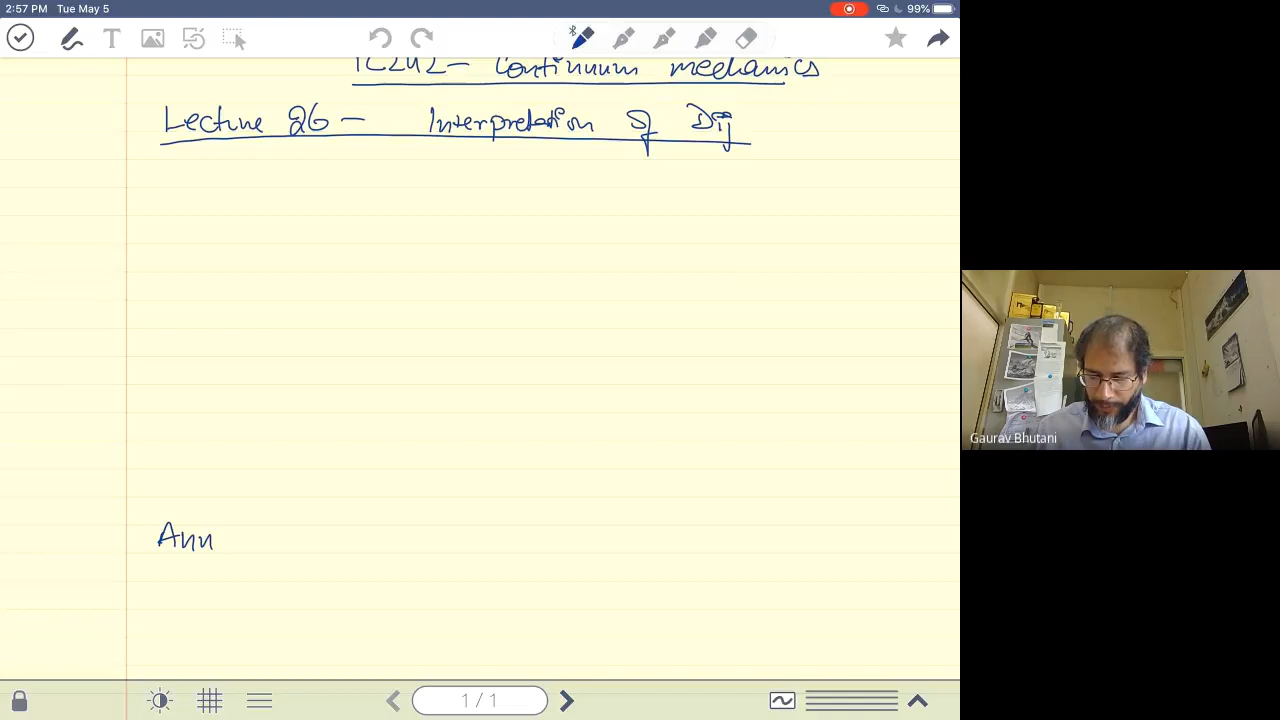 2:57 PM Tue May 5
99%
IC242 - Continuum mechanics
Lecture 26 - Interpretation of Dij
Ann
Gaurav Bhutani
1 / 1